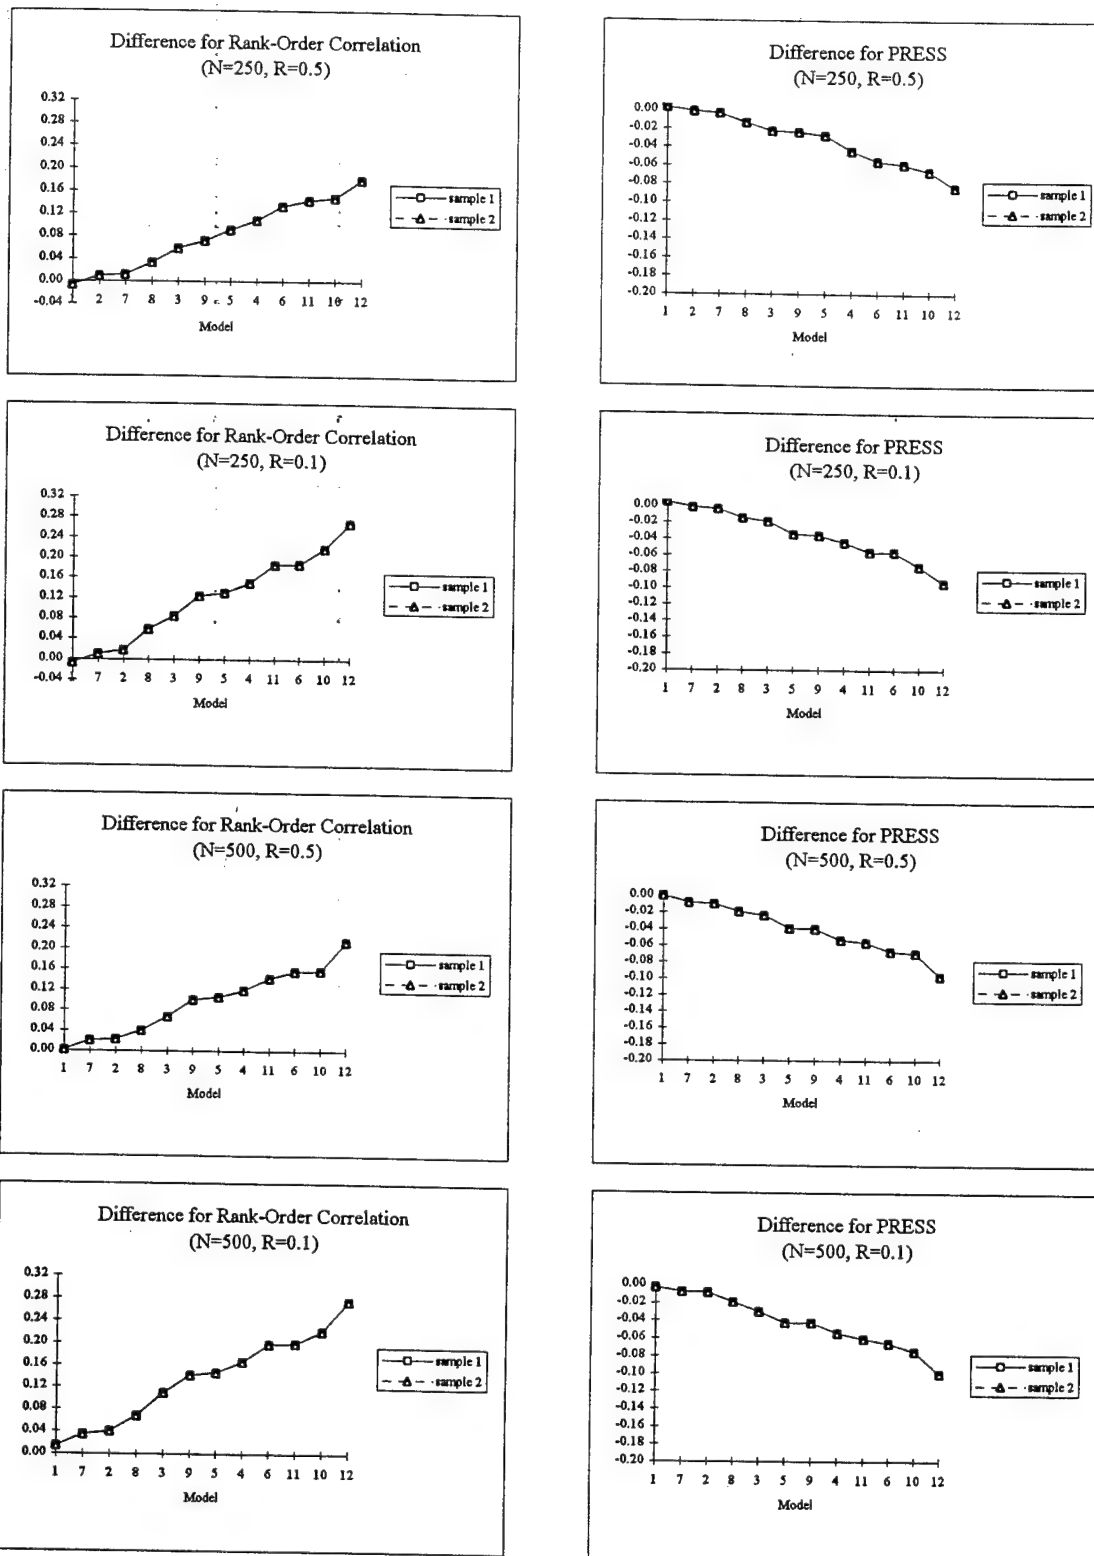 Difference for Rank-Order Correlation
(N=250, R=0.5)
0.32
0.28
0.24
0.20
0.16
0.12
0.08
0.04
0.00
-0.04
1 2 7 8 3 9 5 4 6 11 10 12
Model
sample 1
sample 2
Difference for PRESS
(N=250, R=0.5)
0.00
-0.02
-0.04
-0.06
-0.08
-0.10
-0.12
-0.14
-0.16
-0.18
-0.20
1 2 7 8 3 9 5 4 6 11 10 12
Model
sample 1
sample 2
Difference for Rank-Order Correlation
(N=250, R=0.1)
0.32
0.28
0.24
0.20
0.16
0.12
0.08
0.04
0.00
-0.04
1 7 2 8 3 9 5 4 11 6 10 12
Model
sample 1
sample 2
Difference for PRESS
(N=250, R=0.1)
0.00
-0.02
-0.04
-0.06
-0.08
-0.10
-0.12
-0.14
-0.16
-0.18
-0.20
1 7 2 8 3 5 9 4 11 6 10 12
Model
sample 1
sample 2
Difference for Rank-Order Correlation
(N=500, R=0.5)
0.32
0.28
0.24
0.20
0.16
0.12
0.08
0.04
0.00
1 7 2 8 3 9 5 4 11 6 10 12
Model
sample 1
sample 2
Difference for PRESS
(N=500, R=0.5)
0.00
-0.02
-0.04
-0.06
-0.08
-0.10
-0.12
-0.14
-0.16
-0.18
-0.20
1 7 2 8 3 5 9 4 11 6 10 12
Model
sample 1
sample 2
Difference for Rank-Order Correlation
(N=500, R=0.1)
0.32
0.28
0.24
0.20
0.16
0.12
0.08
0.04
0.00
1 7 2 8 3 9 5 4 6 11 10 12
Model
sample 1
sample 2
Difference for PRESS
(N=500, R=0.1)
0.00
-0.02
-0.04
-0.06
-0.08
-0.10
-0.12
-0.14
-0.16
-0.18
-0.20
1 7 2 8 3 5 9 4 11 6 10 12
Model
sample 1
sample 2